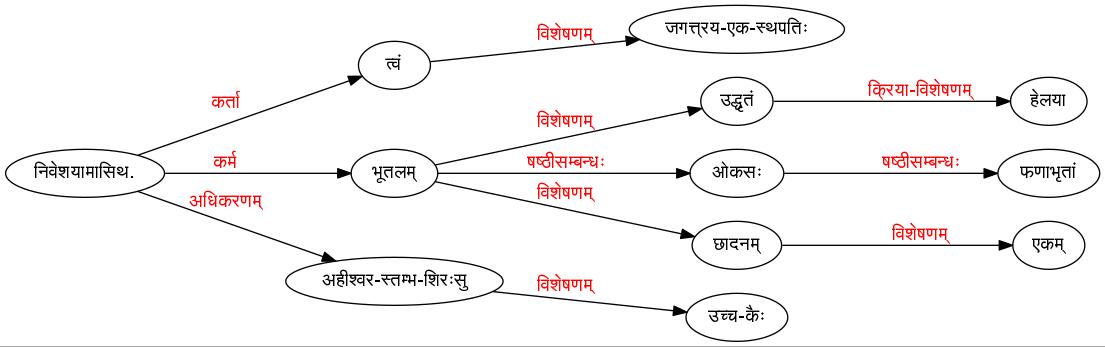 जगत्त्रय-एक-स्थपतिः
विशेषणम्
त्वं
कर्ता
उद्धृतं
क्रिया-विशेषणम्
हेलया
विशेषणम्
निवेशयामासिथ.
कर्म
भूतलम्
षष्ठीसम्बन्धः
ओकसः
षष्ठीसम्बन्धः
फणाभृतां
विशेषणम्
अधिकरणम्
छादनम्
विशेषणम्
एकम्
अहीश्वर-स्तम्भ-शिरःसु
विशेषणम्
उच्च-कैः